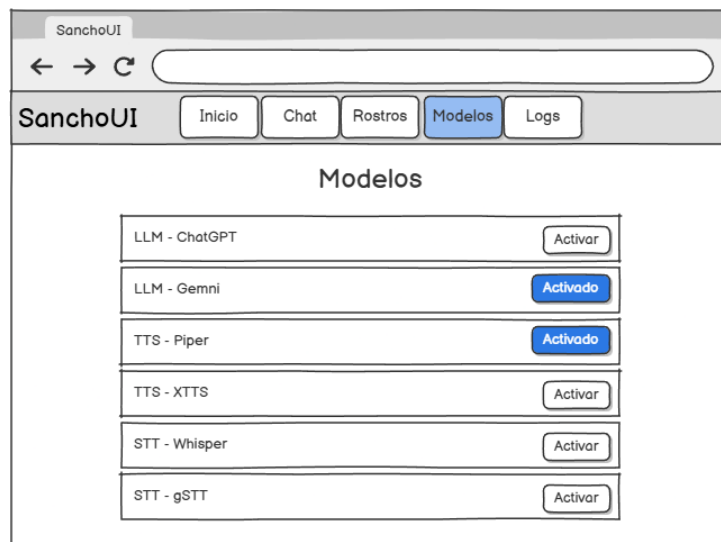 SanchoUI
SanchoUI Inicio Chat Rostros Modelos Logs
Modelos
LLM - ChatGPT Activar
LLM - Gemni Activado
TTS - Piper Activado
TTS - XTTS Activar
STT - Whisper Activar
STT - gSTT Activar